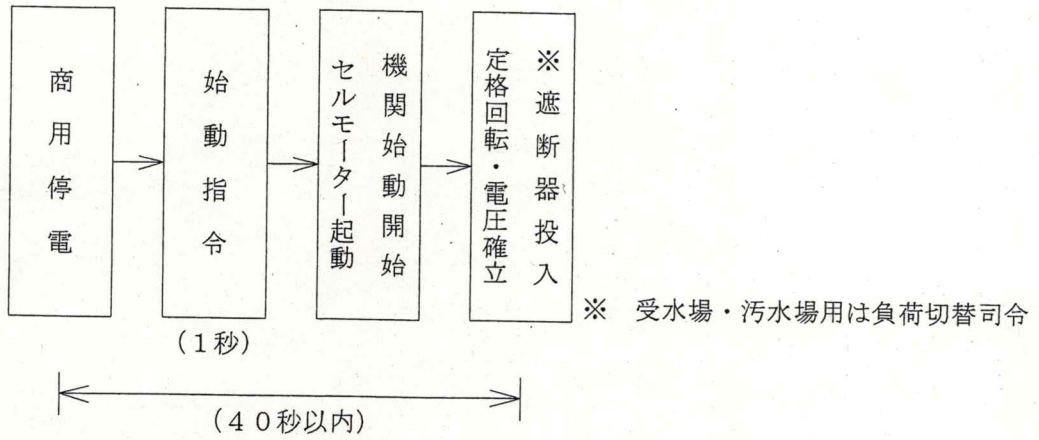 商用停電
始動指令
機関始動開始
セルモーター起動
※遮断器投入
定格回転・電圧確立
※　受水場・汚水場用は負荷切替司令
（１秒）
（４０秒以内）